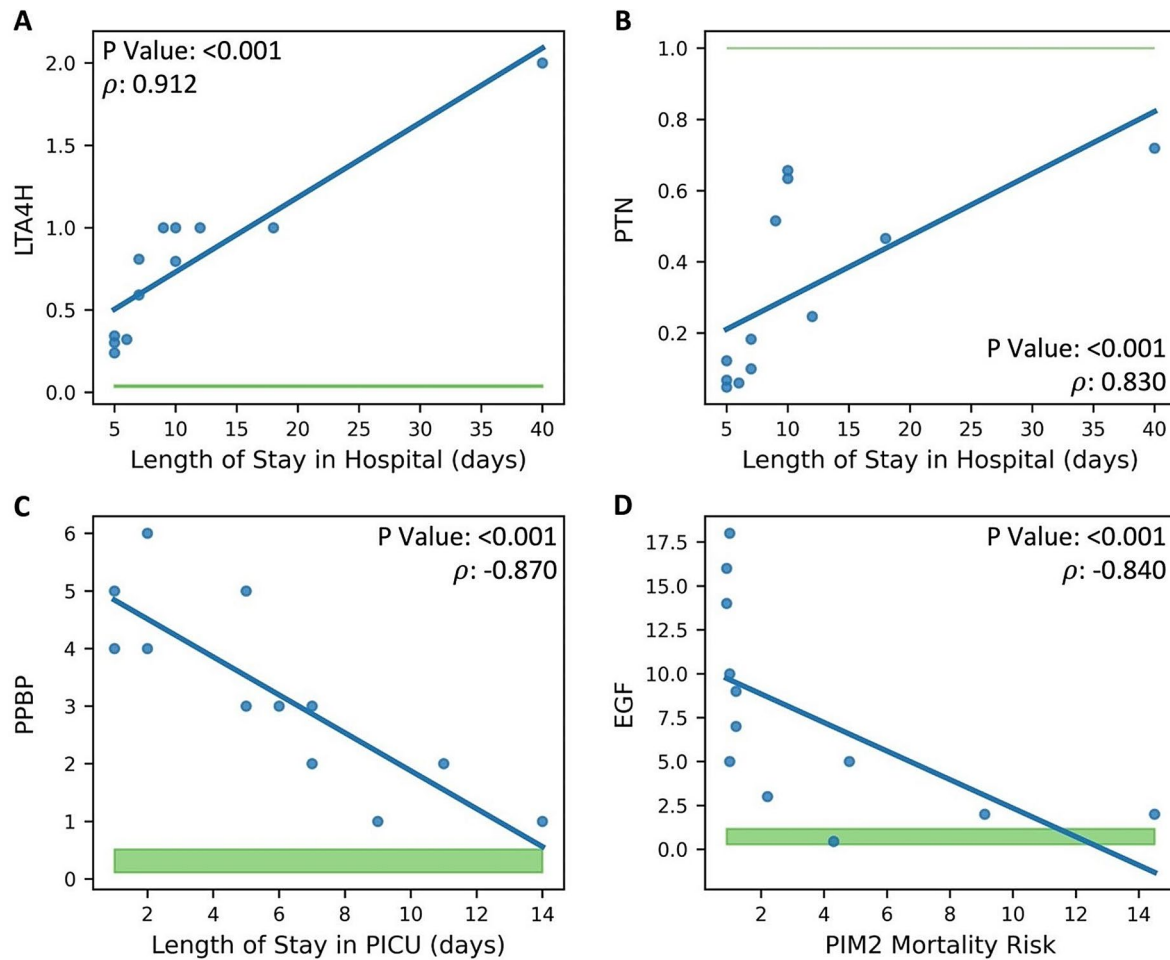 A
P Value: <0.001
ρ: 0.912
LTA4H
2.0
1.5
1.0
0.5
0.0
5 10 15 20 25 30 35 40
Length of Stay in Hospital (days)
B
PTN
1.0
0.8
0.6
0.4
0.2
P Value: <0.001
ρ: 0.830
5 10 15 20 25 30 35 40
Length of Stay in Hospital (days)
C
P Value: <0.001
ρ: -0.870
PPBP
6
5
4
3
2
1
0
2 4 6 8 10 12 14
Length of Stay in PICU (days)
D
P Value: <0.001
ρ: -0.840
EGF
17.5
15.0
12.5
10.0
7.5
5.0
2.5
0.0
2 4 6 8 10 12 14
PIM2 Mortality Risk